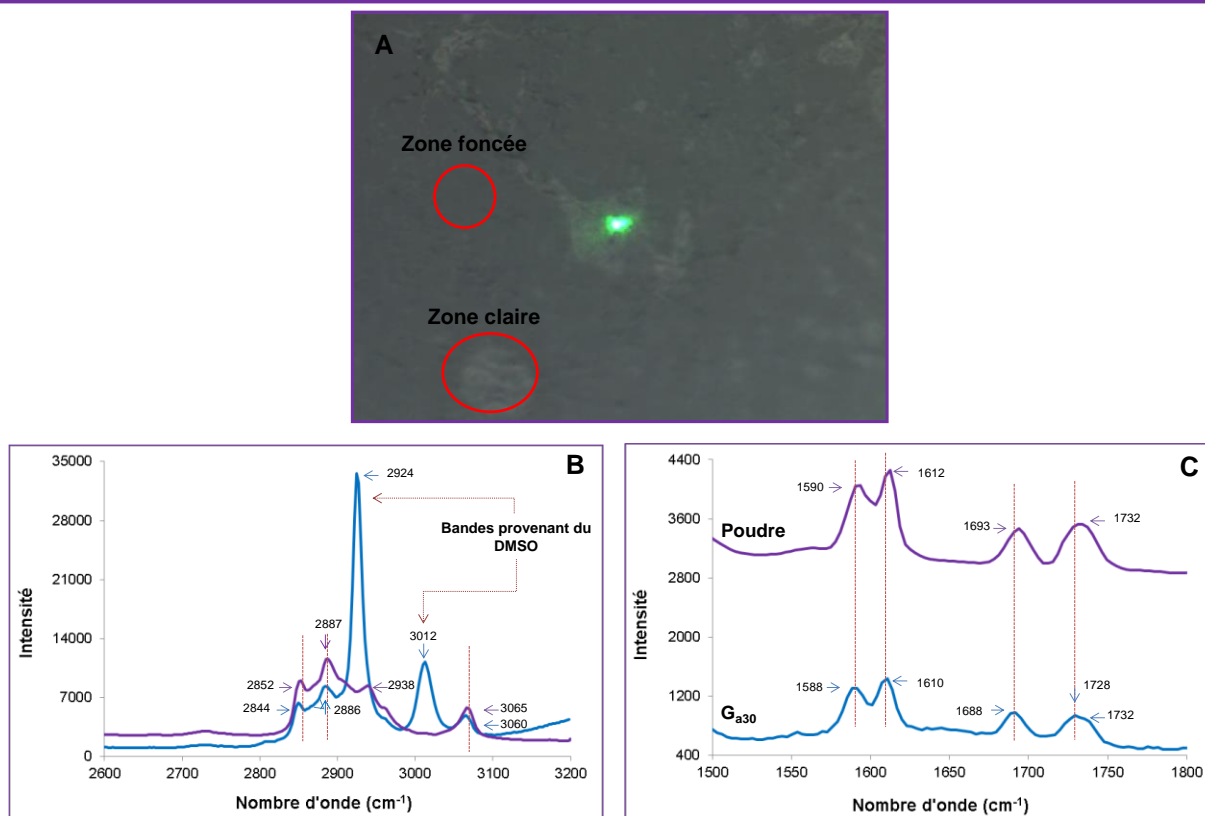 A
Zone foncée
Zone claire
B
35000
28000
21000
14000
7000
0
Intensité
2924
Bandes provenant du
DMSO
2887
3012
2852
2844
2886
2938
3065
3060
2600 2700 2800 2900 3000 3100 3200
Nombre d'onde (cm-1)
C
4400
3600
2800
2000
1200
400
Intensité
1590
1612
1693
1732
Poudre
1588
1610
1688
1728
1732
Ga30
1500 1550 1600 1650 1700 1750 1800
Nombre d'onde (cm-1)